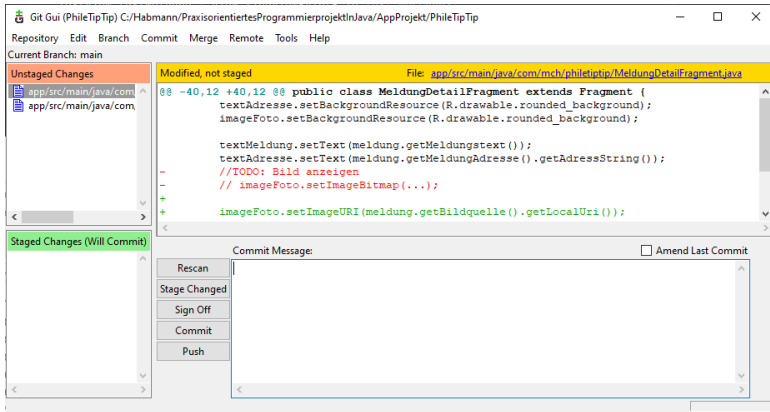 Git Gui (PhileTipTip) C:/Habmann/PraxisorientiertesProgrammierprojektInJava/AppProjekt/PhileTipTip
Repository Edit Branch Commit Merge Remote Tools Help
Current Branch: main
Unstaged Changes
app/src/main/java/com,
app/src/main/java/com,
Modified, not staged File: app/src/main/java/com/mch/philetiptip/MeldungDetailFragment.java
@@ -40,12 +40,12 @@ public class MeldungDetailFragment extends Fragment {
textAdresse.setBackgroundResource(R.drawable.rounded_background);
imageFoto.setBackgroundResource(R.drawable.rounded_background);
textMeldung.setText(meldung.getMeldungstext());
textAdresse.setText(meldung.getMeldungAdresse().getAdressString());
- //TODO: Bild anzeigen
- // imageFoto.setImageBitmap(...);
+
+ imageFoto.setImageURI(meldung.getBildquelle().getLocalUri());
Staged Changes (Will Commit)
Commit Message: Amend Last Commit
Rescan
Stage Changed
Sign Off
Commit
Push